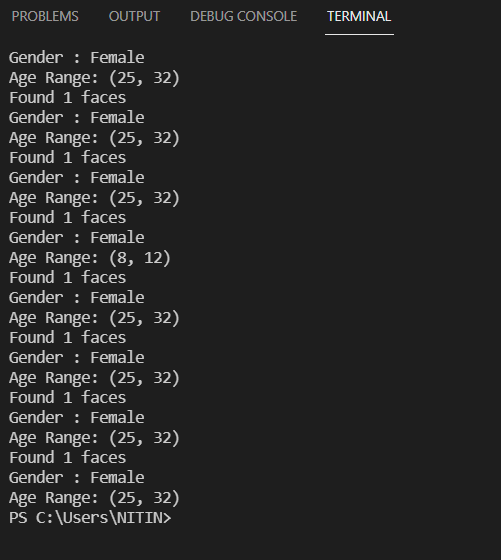 PROBLEMS OUTPUT DEBUG CONSOLE TERMINAL
Gender : Female
Age Range: (25, 32)
Found 1 faces
Gender : Female
Age Range: (25, 32)
Found 1 faces
Gender : Female
Age Range: (25, 32)
Found 1 faces
Gender : Female
Age Range: (8, 12)
Found 1 faces
Gender : Female
Age Range: (25, 32)
Found 1 faces
Gender : Female
Age Range: (25, 32)
Found 1 faces
Gender : Female
Age Range: (25, 32)
Found 1 faces
Gender : Female
Age Range: (25, 32)
PS C:\Users\NITIN>